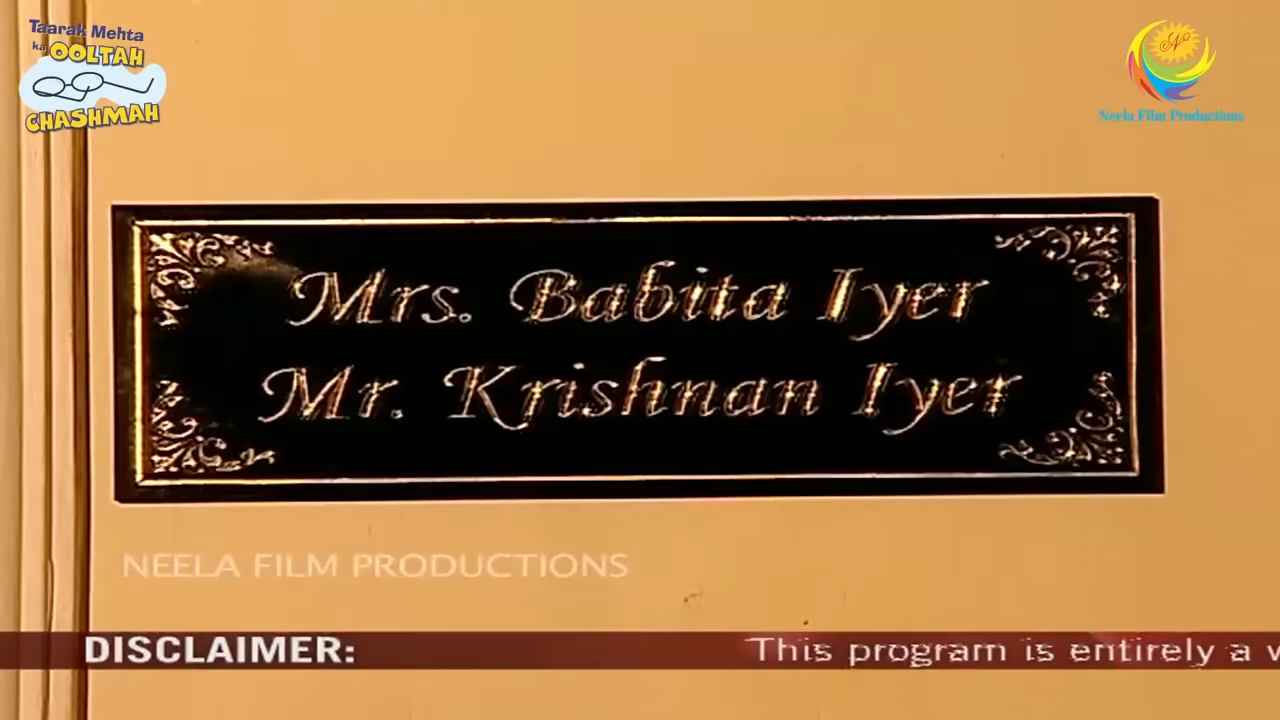 Taarak Mehta
ka OOLTAH
CHASHMAH
Neela Film Productions
Mrs. Babita Iyer
Mr. Krishnan Iyer
NEELA FILM PRODUCTIONS
DISCLAIMER: This program is entirely a